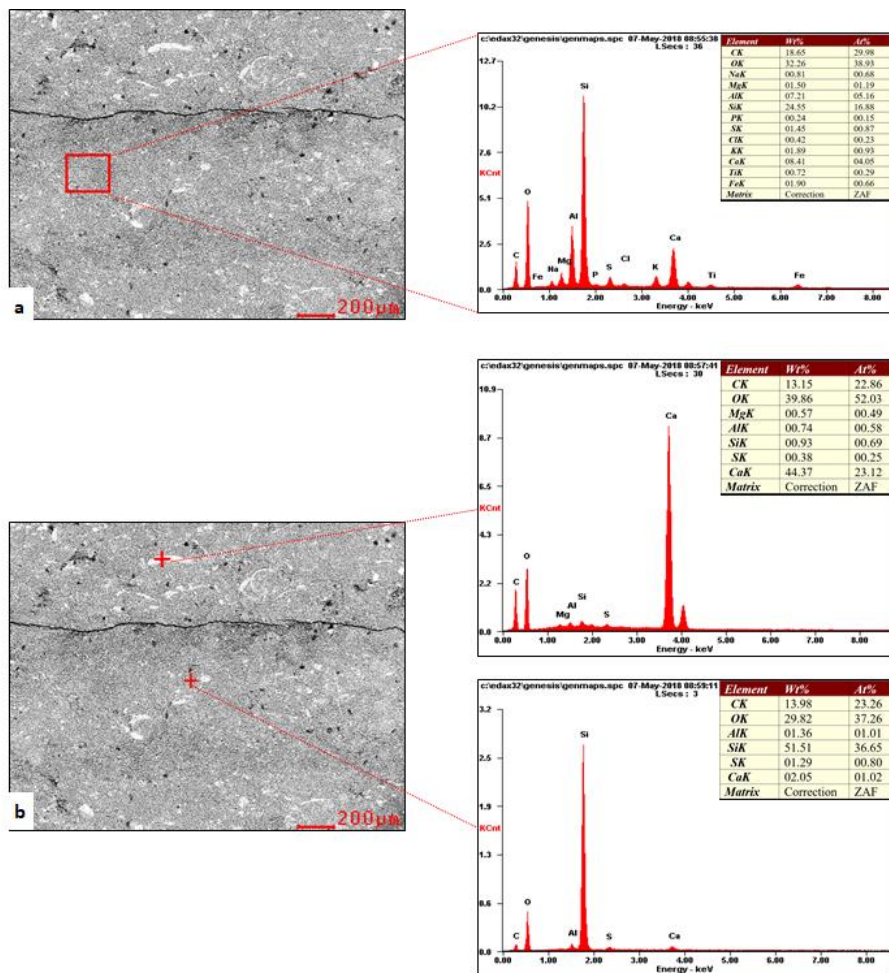 c:\edax32\genesis\genmaps.spc 07-May-2018 08:55:38
LSecs : 36
12.7
10.2
7.6
5.1
2.5
0.0
KCnt
C
O
Fe
Na
Mg
Al
Si
P
S
Cl
K
Ca
Ti
Fe
0.00 1.00 2.00 3.00 4.00 5.00 6.00 7.00 8.00
Energy - keV
Element Wt% At%
CK 18.65 29.98
OK 32.26 38.93
NaK 00.81 00.68
MgK 01.50 01.19
AlK 07.21 05.16
SiK 24.55 16.88
PK 00.24 00.15
SK 01.45 00.87
ClK 00.42 00.23
KK 01.89 00.93
CaK 08.41 04.05
TiK 00.72 00.29
FeK 01.90 00.66
Matrix Correction ZAF
a
200μm
c:\edax32\genesis\genmaps.spc 07-May-2018 08:57:41
LSecs : 30
10.9
8.7
6.5
4.3
2.2
0.0
KCnt
C
O
Mg
Al
Si
S
Ca
0.00 1.00 2.00 3.00 4.00 5.00 6.00 7.00 8.00
Energy - keV
Element Wt% At%
CK 13.15 22.86
OK 39.86 52.03
MgK 00.57 00.49
AlK 00.74 00.58
SiK 00.93 00.69
SK 00.38 00.25
CaK 44.37 23.12
Matrix Correction ZAF
b
200μm
c:\edax32\genesis\genmaps.spc 07-May-2018 08:59:11
LSecs : 3
3.2
2.5
1.9
1.3
0.6
0.0
KCnt
C
O
Al
Si
S
Ca
0.00 1.00 2.00 3.00 4.00 5.00 6.00 7.00 8.00
Energy - keV
Element Wt% At%
CK 13.98 23.26
OK 29.82 37.26
AlK 01.36 01.01
SiK 51.51 36.65
SK 01.29 00.80
CaK 02.05 01.02
Matrix Correction ZAF